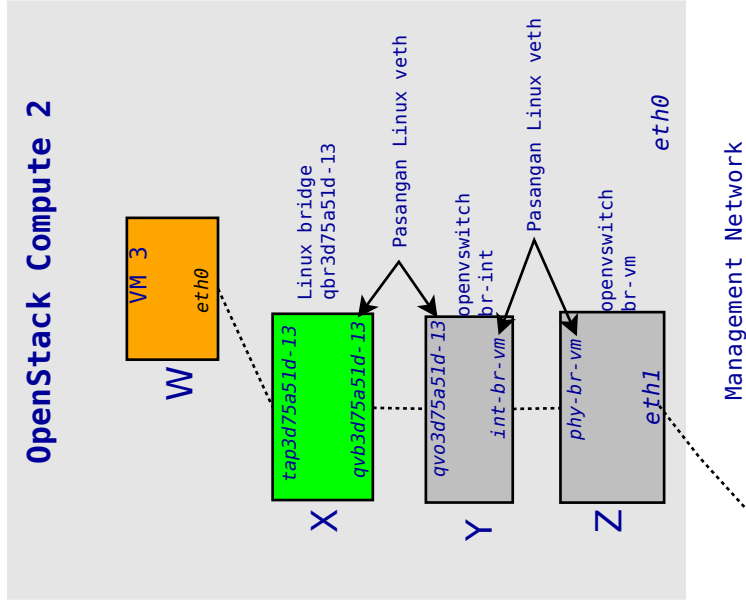 OpenStack Compute 2
VM 3
eth0
W
Linux bridge
qbr3d75a51d-13
tap3d75a51d-13
qvb3d75a51d-13
X
Pasangan Linux veth
openvswitch
br-int
qvo3d75a51d-13
int-br-vm
Y
Pasangan Linux veth
openvswitch
br-vm
phy-br-vm
eth1
Z
eth0
Management Network